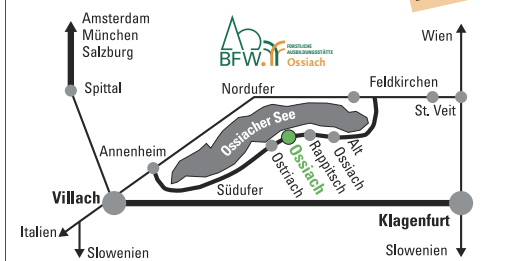 Amsterdam
München
Salzburg
Wien
BFW.
FORSTLICHE
AUSBILDUNGSSTÄTTE
Ossiach
Spittal
Nordufer
Feldkirchen
St. Veit
Ossiacher See
Annenheim
Ostriach
Ossiach
Rappitsch
Alt
Ossiach
Südufer
Villach
Klagenfurt
Italien
Slowenien
Slowenien